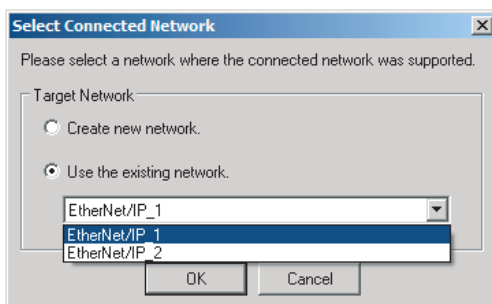 Select Connected Network
Please select a network where the connected network was supported.
Target Network
Create new network.
Use the existing network.
EtherNet/IP_1
EtherNet/IP_1
EtherNet/IP_2
OK Cancel